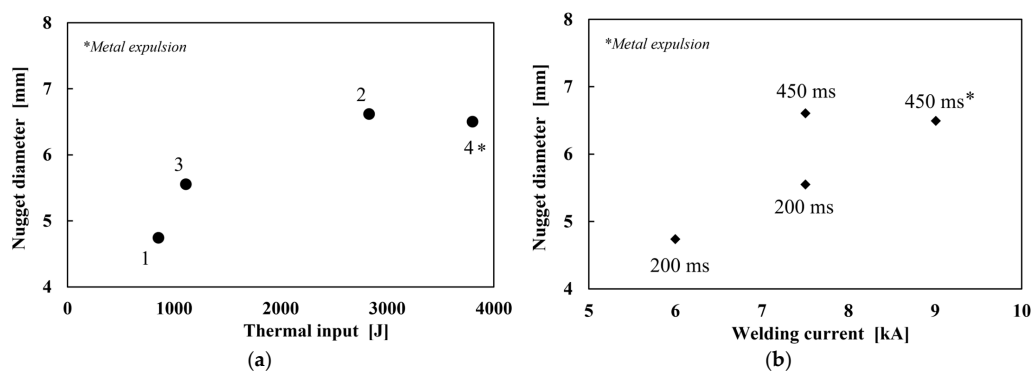 8
*Metal expulsion
7
6
5
4
Nugget diameter [mm]
2
4*
3
1
0
1000
2000
3000
4000
Thermal input [J]
(a)
8
*Metal expulsion
7
6
5
4
Nugget diameter [mm]
450 ms
450 ms*
200 ms
200 ms
5
6
7
8
9
10
Welding current [kA]
(b)